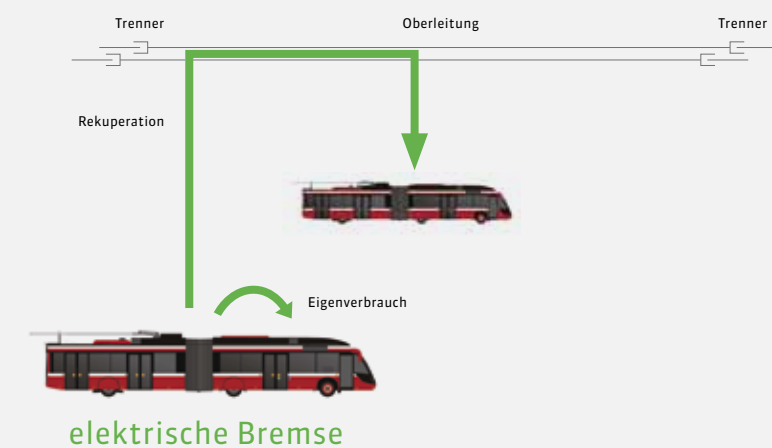 Trenner
Oberleitung
Trenner
Rekuperation
Eigenverbrauch
elektrische Bremse